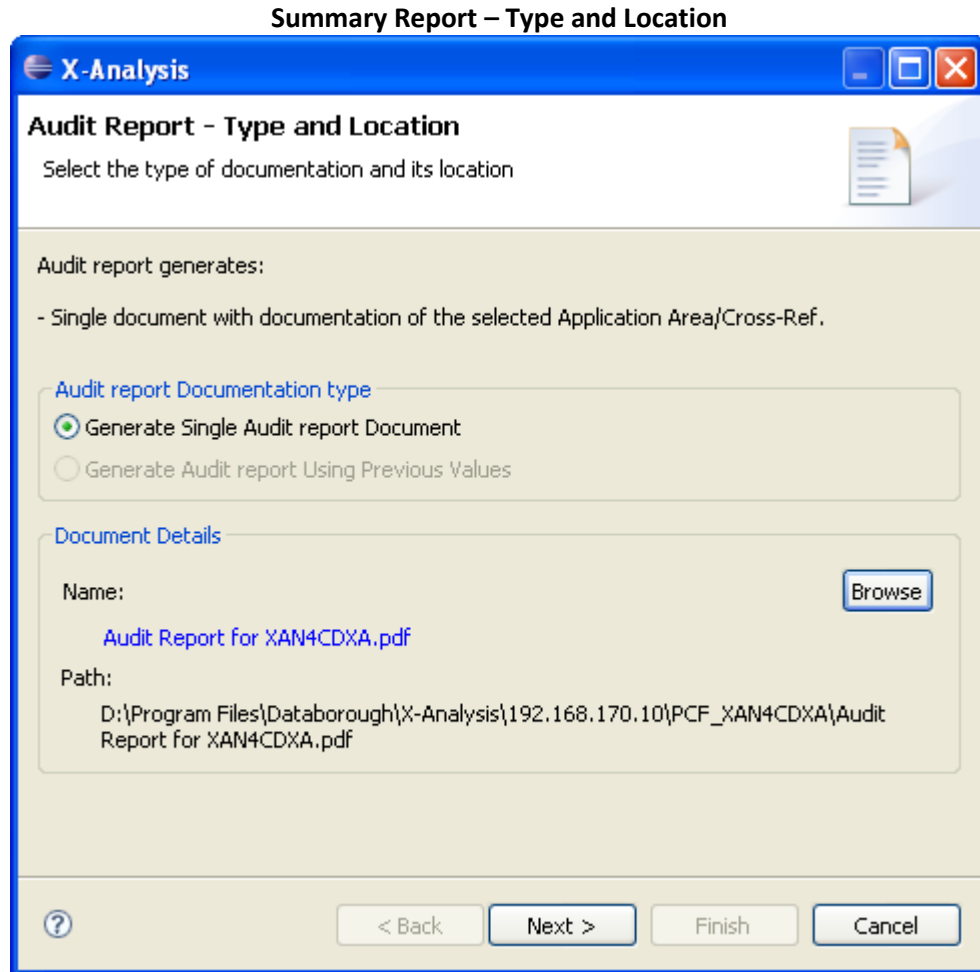 Summary Report – Type and Location
X-Analysis
Audit Report - Type and Location
Select the type of documentation and its location
Audit report generates:
- Single document with documentation of the selected Application Area/Cross-Ref.
Audit report Documentation type
Generate Single Audit report Document
Generate Audit report Using Previous Values
Document Details
Name:
Browse
Audit Report for XAN4CDXA.pdf
Path:
D:\Program Files\Databorough\X-Analysis\192.168.170.10\PCF_XAN4CDXA\Audit
Report for XAN4CDXA.pdf
?
< Back
Next >
Finish
Cancel